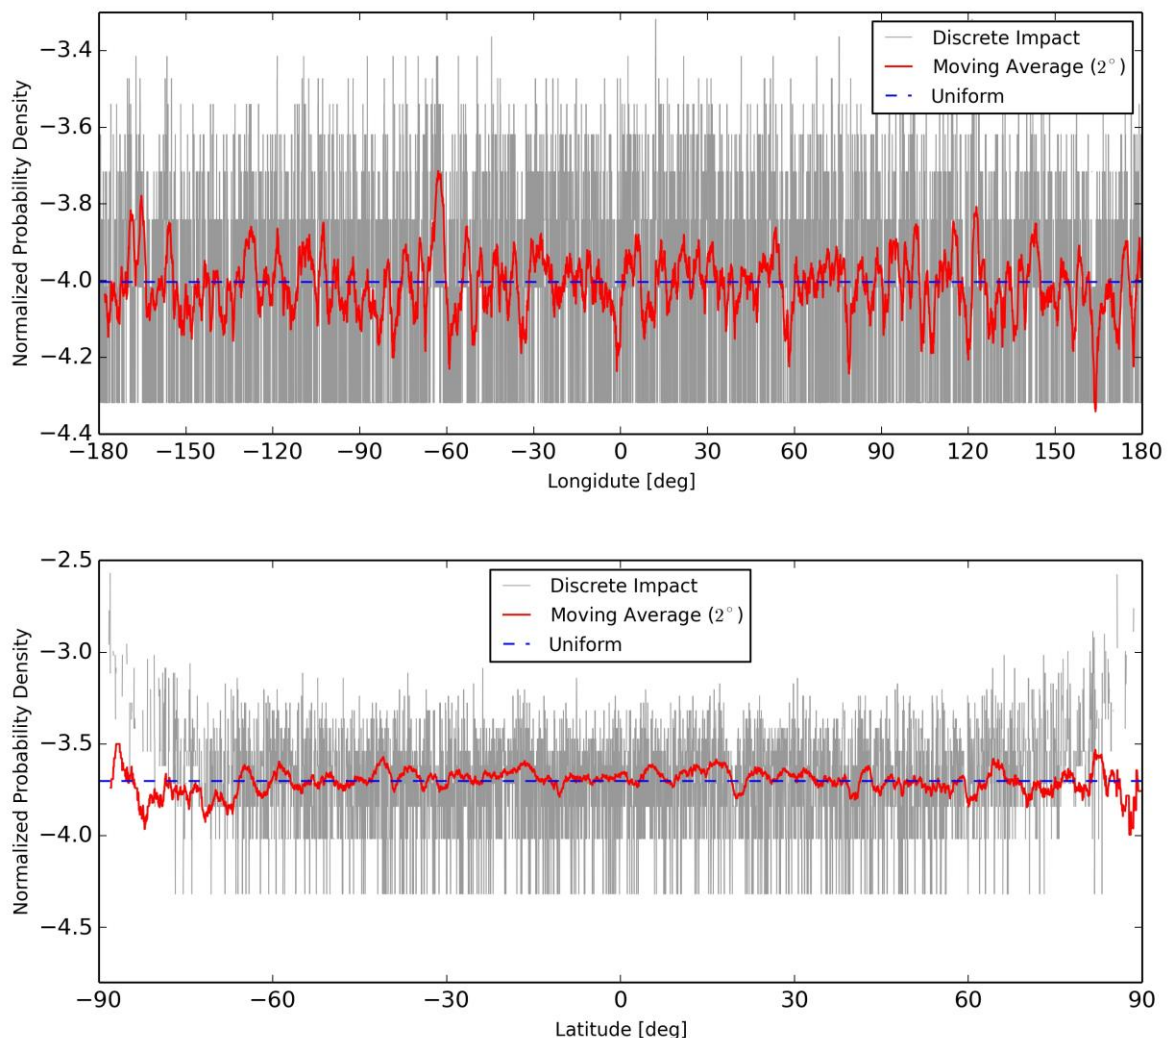 Normalized Probability Density
−3.4
−3.6
−3.8
−4.0
−4.2
−4.4
Discrete Impact
Moving Average (2°)
Uniform
−180 −150 −120 −90 −60 −30 0 30 60 90 120 150 180
Longidute [deg]
Normalized Probability Density
−2.5
−3.0
−3.5
−4.0
−4.5
Discrete Impact
Moving Average (2°)
Uniform
−90 −60 −30 0 30 60 90
Latitude [deg]